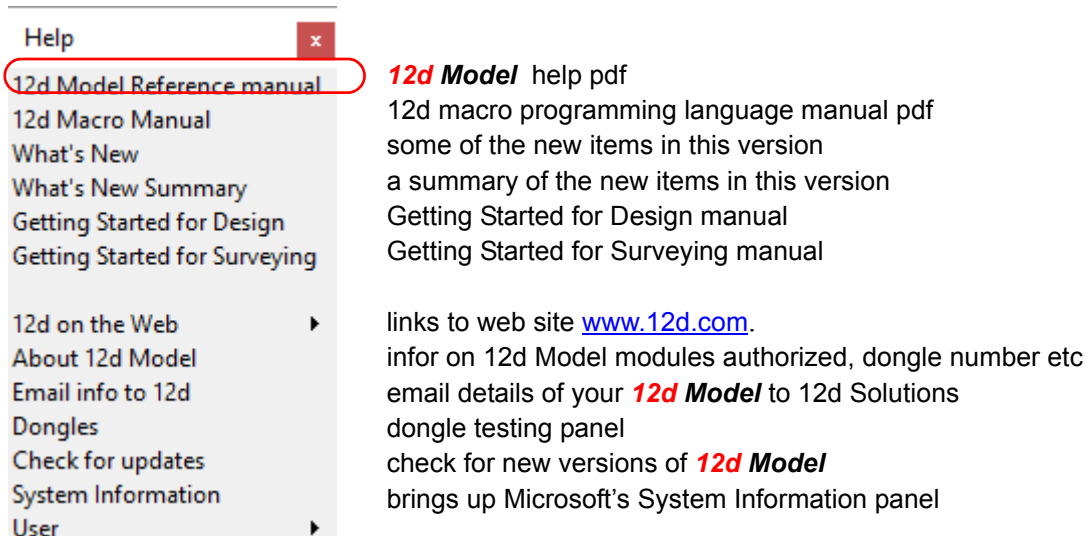 Help x
12d Model Reference manual 12d Model help pdf
12d Macro Manual 12d macro programming language manual pdf
What's New some of the new items in this version
What's New Summary a summary of the new items in this version
Getting Started for Design Getting Started for Design manual
Getting Started for Surveying Getting Started for Surveying manual
12d on the Web links to web site www.12d.com.
About 12d Model infor on 12d Model modules authorized, dongle number etc
Email info to 12d email details of your 12d Model to 12d Solutions
Dongles dongle testing panel
Check for updates check for new versions of 12d Model
System Information brings up Microsoft’s System Information panel
User